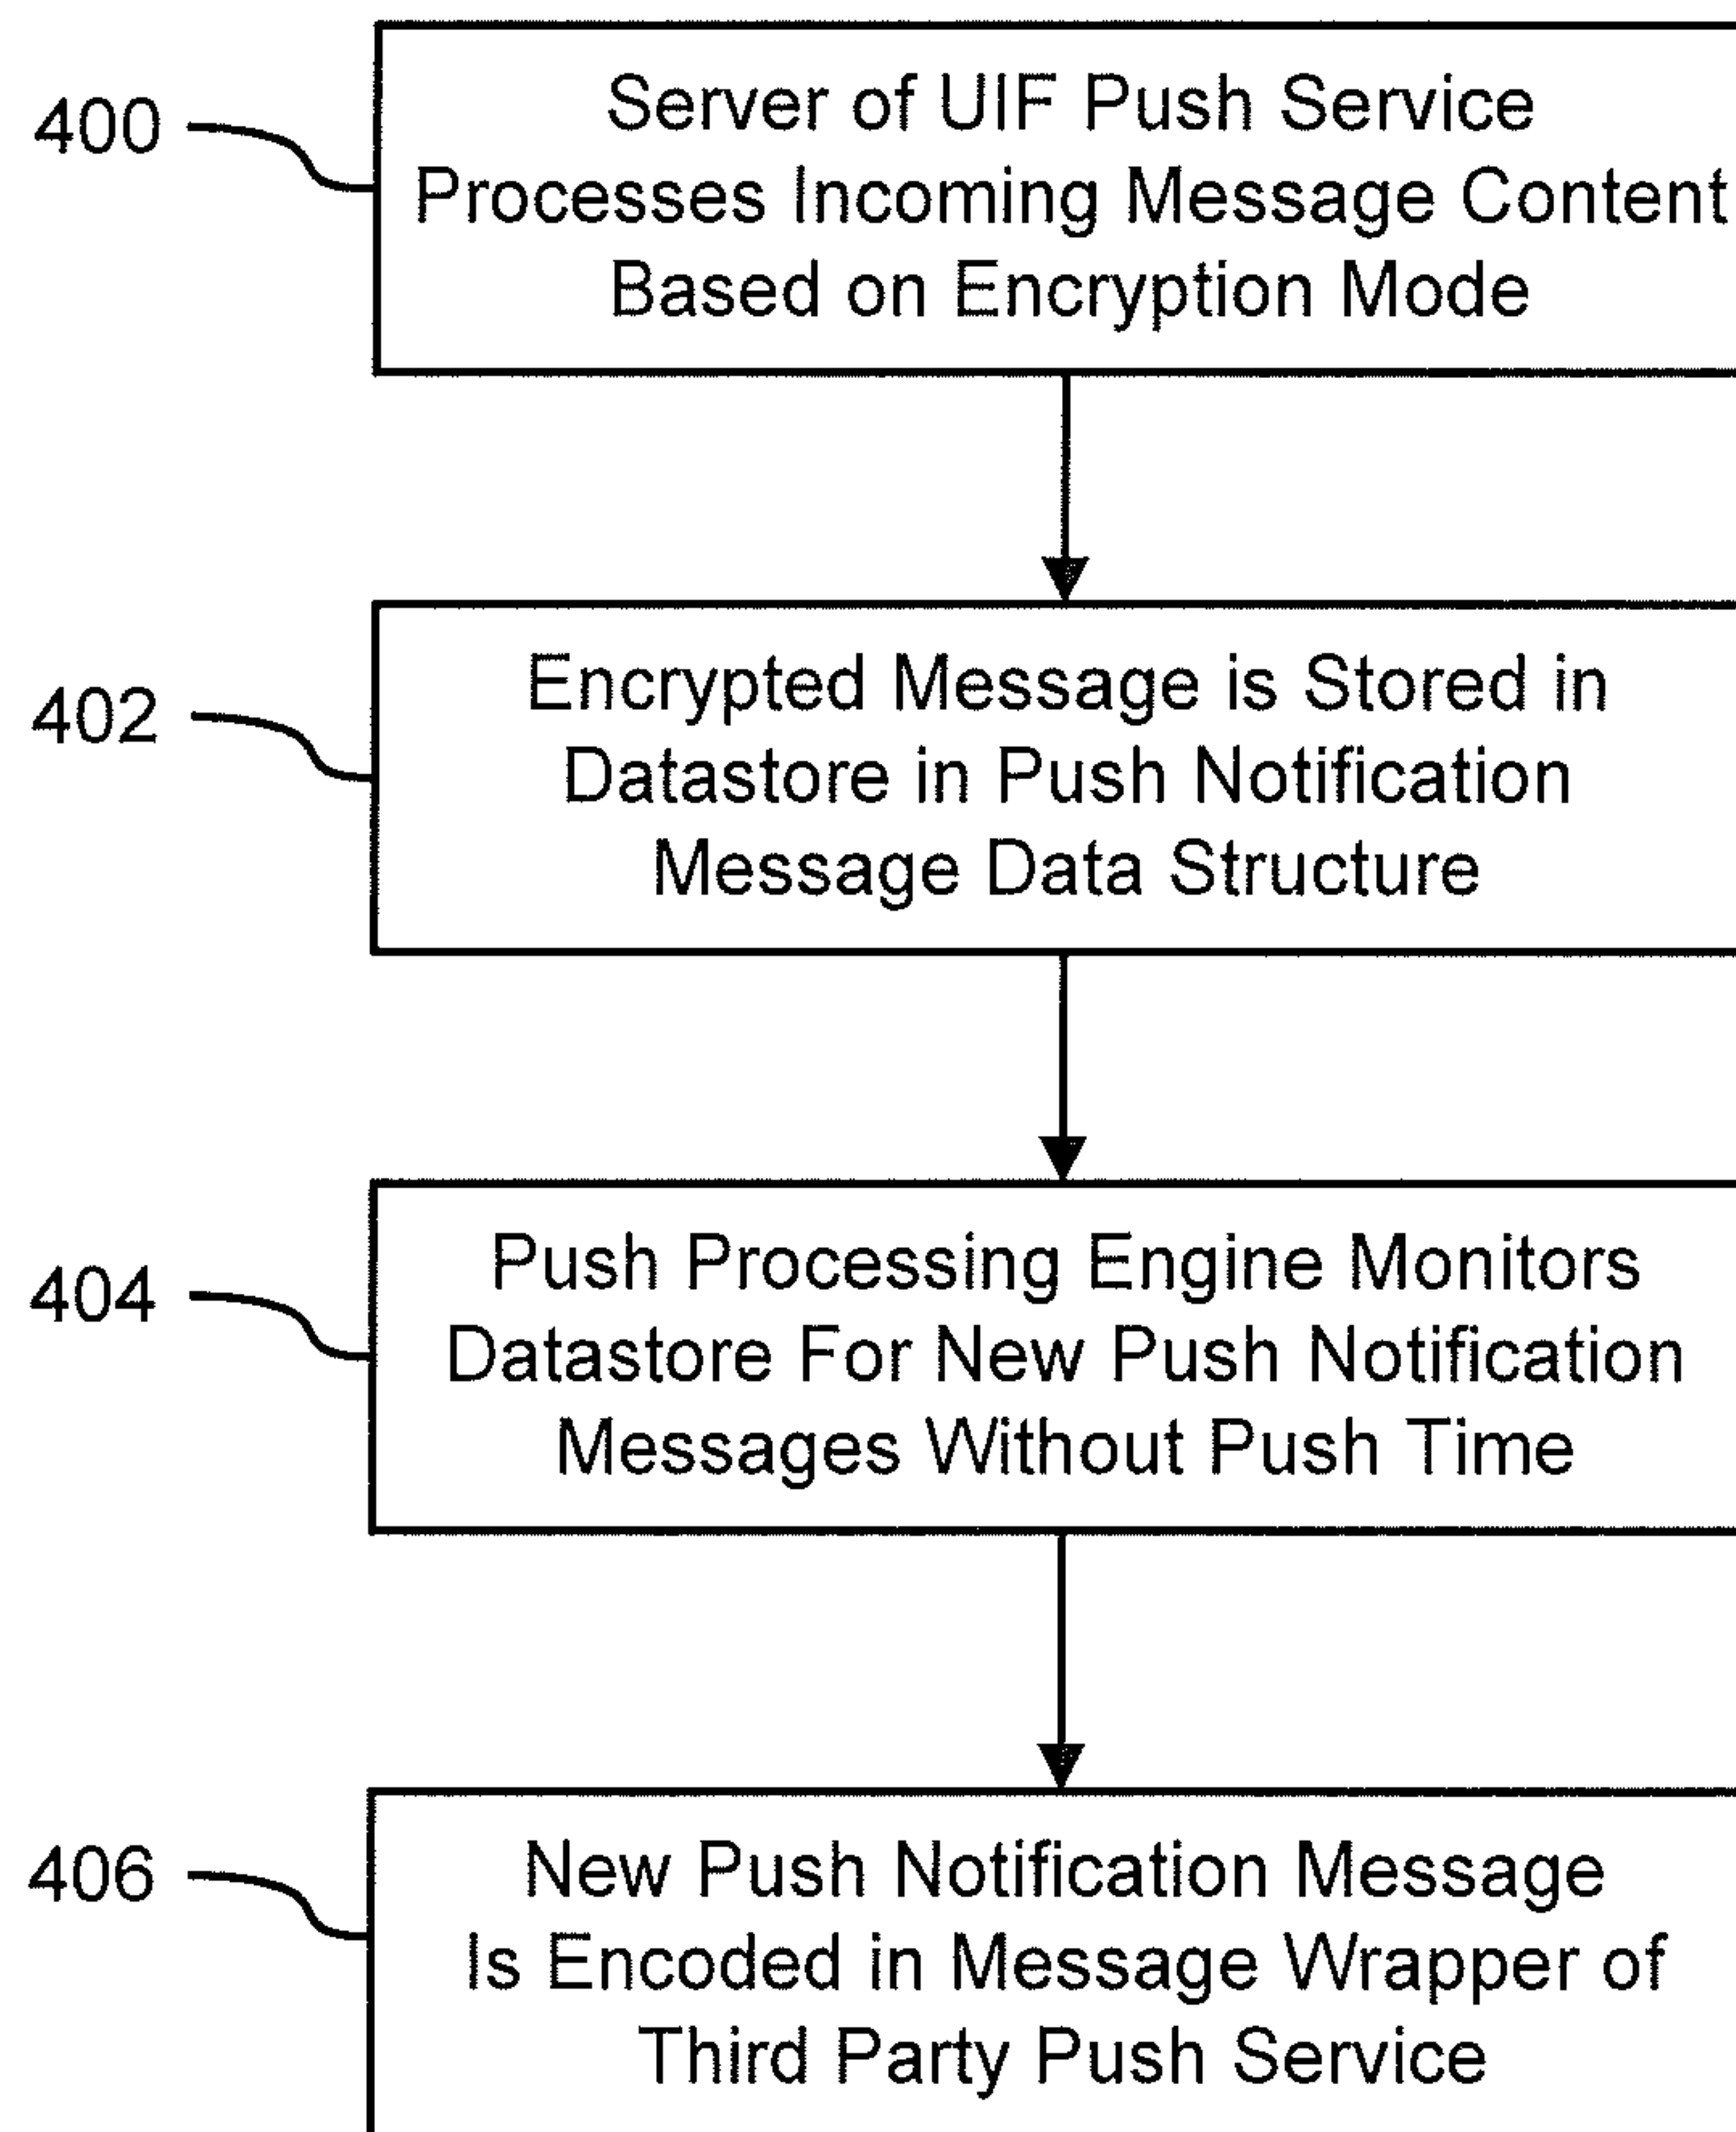 400
Server of UIF Push Service
Processes Incoming Message Content
Based on Encryption Mode
402
Encrypted Message is Stored in
Datastore in Push Notification
Message Data Structure
404
Push Processing Engine Monitors
Datastore For New Push Notification
Messages Without Push Time
406
New Push Notification Message
Is Encoded in Message Wrapper of
Third Party Push Service